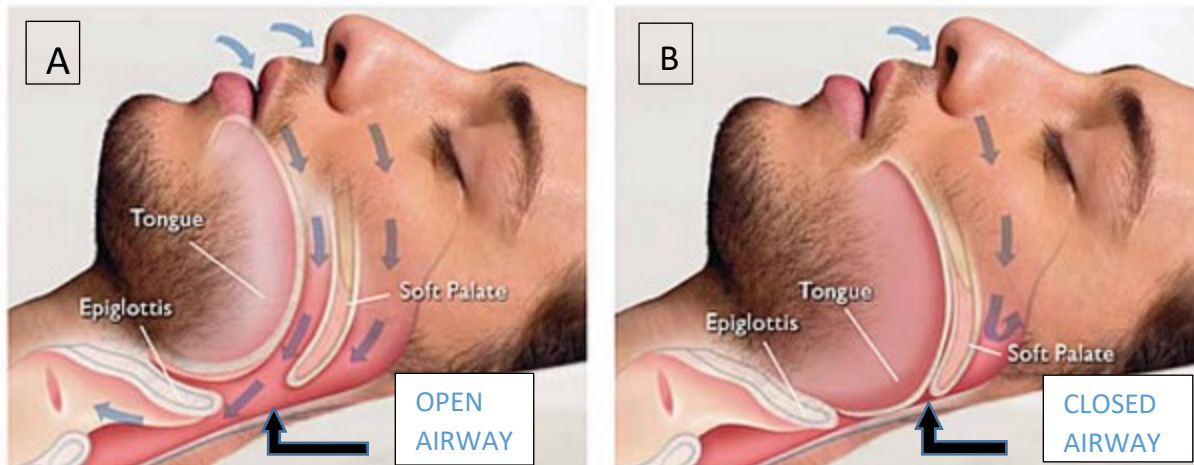 A
Tongue
Soft Palate
Epiglottis
OPEN
AIRWAY
B
Tongue
Epiglottis
Soft Palate
CLOSED
AIRWAY